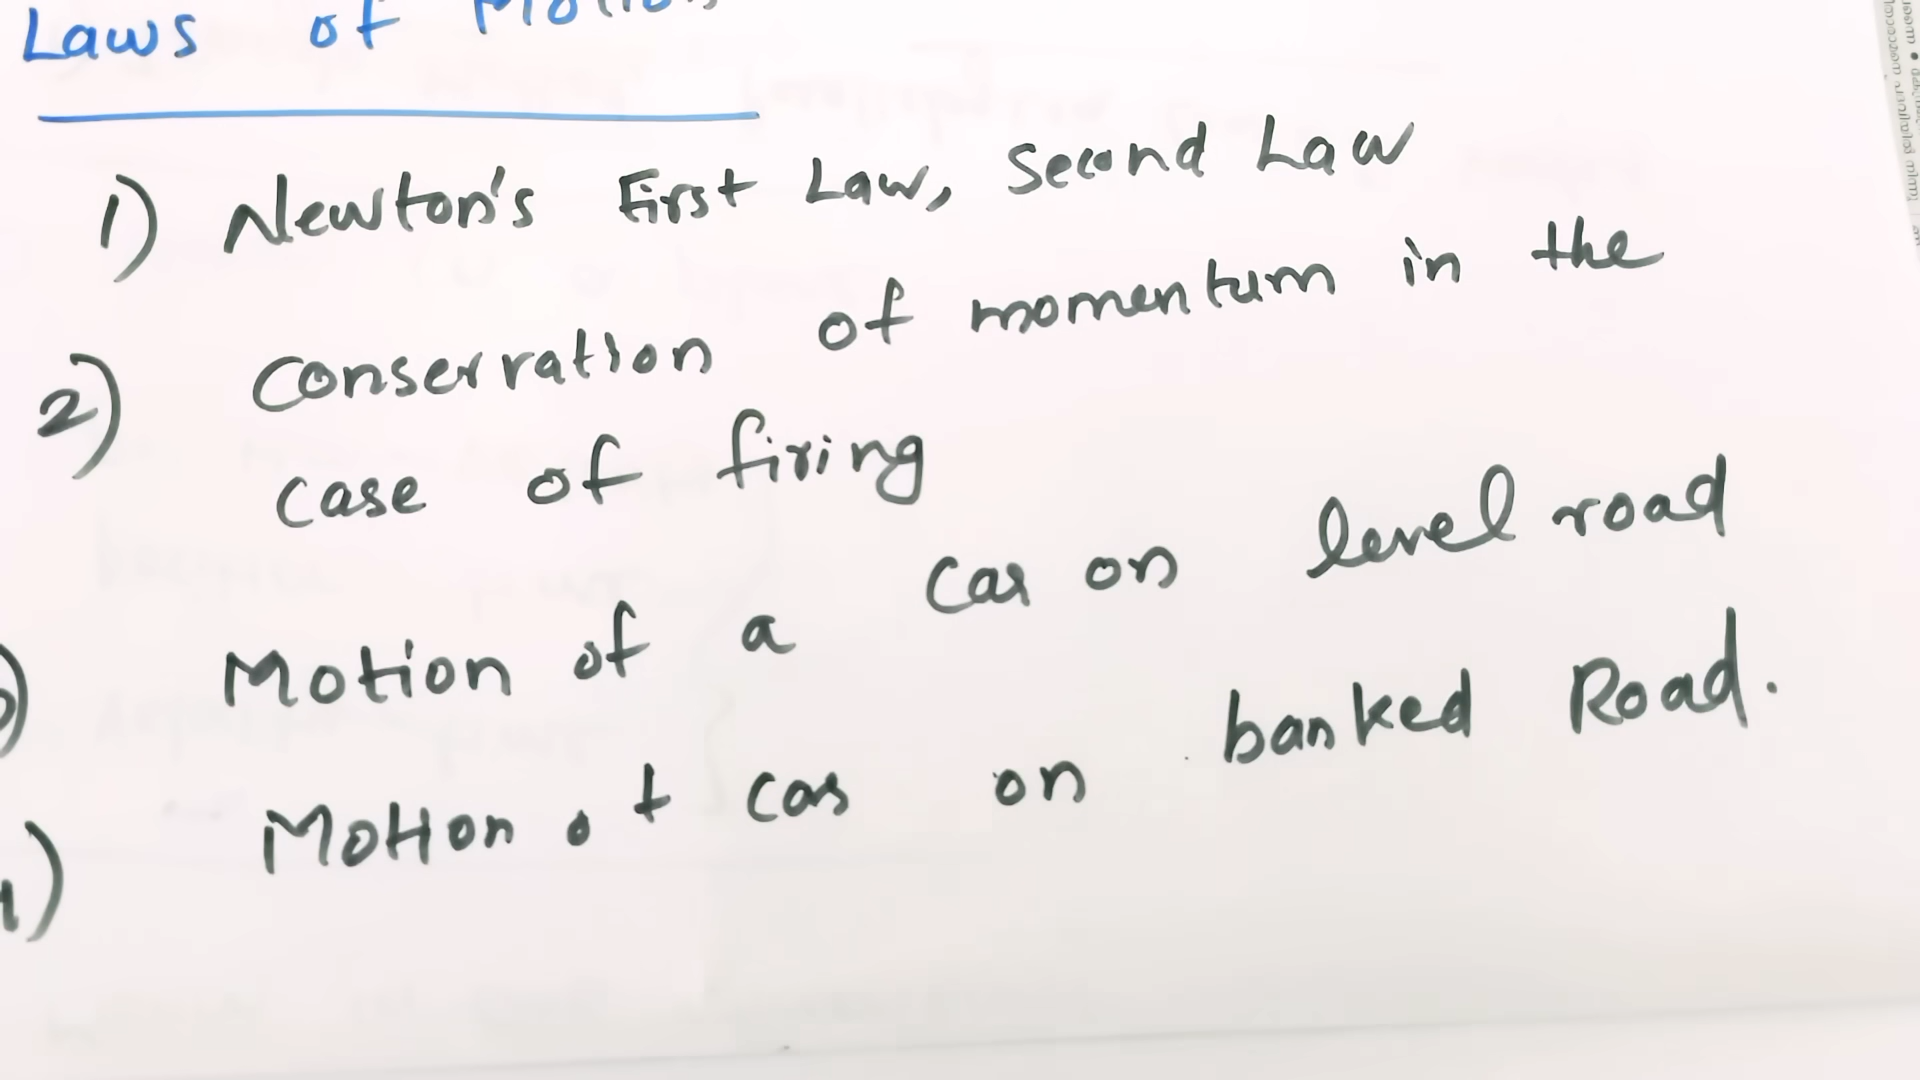 Laws of Motion
1) Newton's First Law, Second Law
2) Conservation of momentum in the
case of firing
Motion of a car on level road
Motion of car on banked Road.